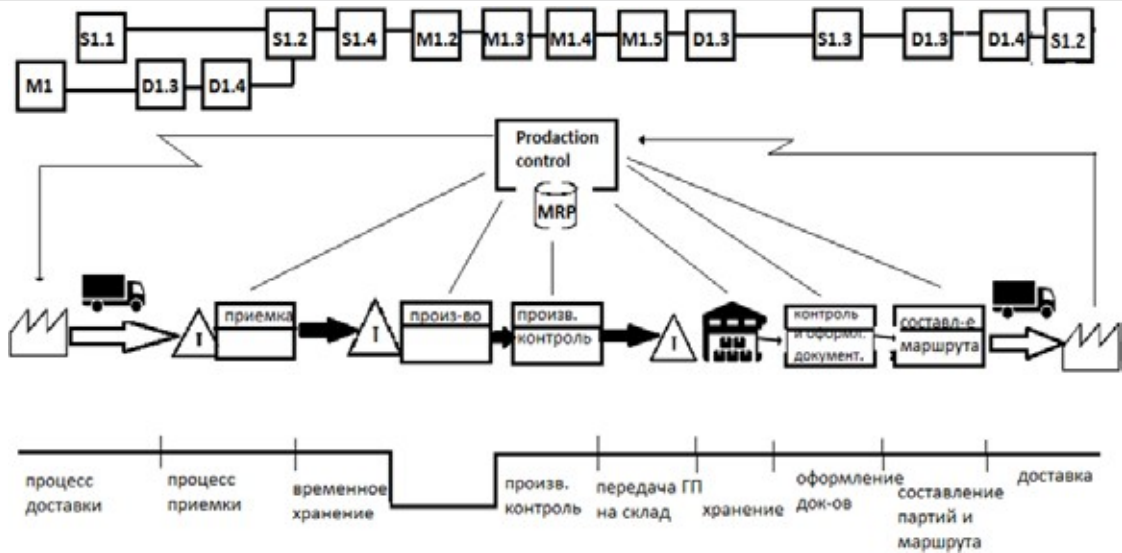 S1.1
S1.2
S1.4
M1.2
M1.3
M1.4
M1.5
D1.3
S1.3
D1.3
D1.4
S1.2
M1
D1.3
D1.4
Prodaction
control
MRP
I
приемка
I
произ-во
произв.
контроль
I
контроль
и оформл.
документ.
составл-е
маршрута
процесс
доставки
процесс
приемки
временное
хранение
произв.
контроль
передача ГП
на склад
хранение
оформление
док-ов
составление
партий и
маршрута
доставка